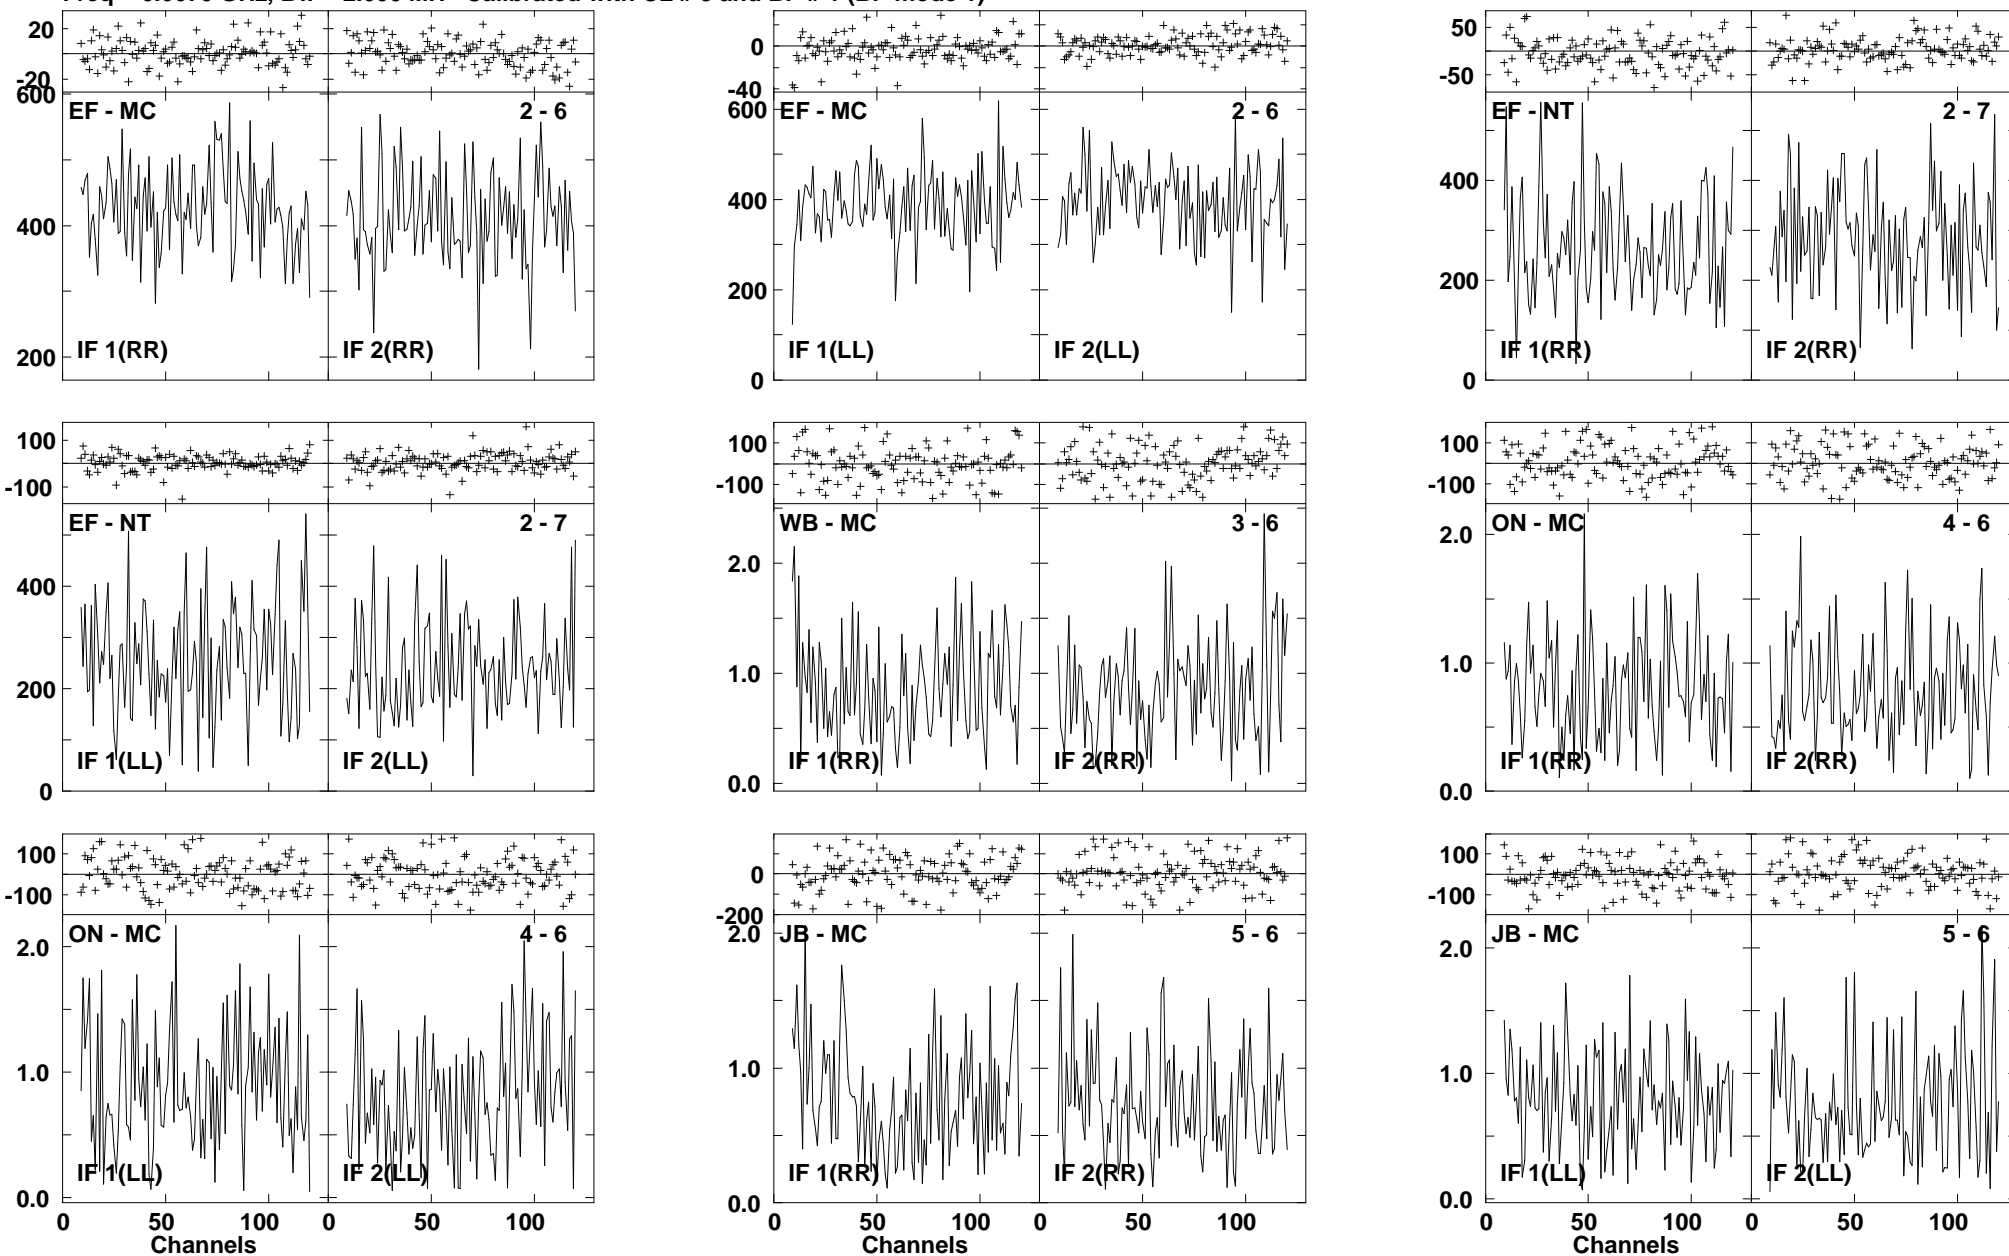 20
-20
600
400
200
EF - MC
2 - 6
IF 1(RR)
IF 2(RR)
0
-40
600
400
200
0
EF - MC
2 - 6
IF 1(LL)
IF 2(LL)
50
-50
400
200
0
EF - NT
2 - 7
IF 1(RR)
IF 2(RR)
100
-100
400
200
0
EF - NT
2 - 7
IF 1(LL)
IF 2(LL)
100
-100
2.0
1.0
0.0
WB - MC
3 - 6
IF 1(RR)
IF 2(RR)
100
-100
2.0
1.0
0.0
ON - MC
4 - 6
IF 1(RR)
IF 2(RR)
100
-100
2.0
1.0
0.0
ON - MC
4 - 6
IF 1(LL)
IF 2(LL)
0 100 0 50 100
Channels
0
-200
2.0
1.0
0.0
JB - MC
5 - 6
IF 1(RR)
IF 2(RR)
0 50 100 0 100
Channels
100
-100
2.0
1.0
0.0
JB - MC
5 - 6
IF 1(LL)
IF 2(LL)
0 50 100 0 50 100
Channels